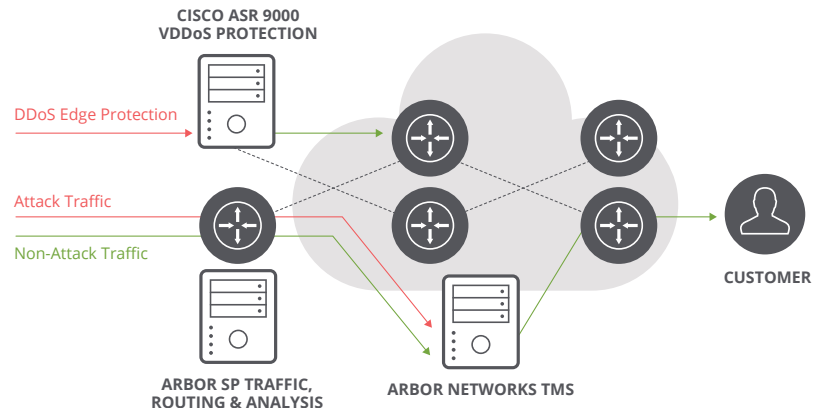 CISCO ASR 9000
VDDoS PROTECTION
DDoS Edge Protection
Attack Traffic
Non-Attack Traffic
CUSTOMER
ARBOR SP TRAFFIC,
ROUTING & ANALYSIS
ARBOR NETWORKS TMS